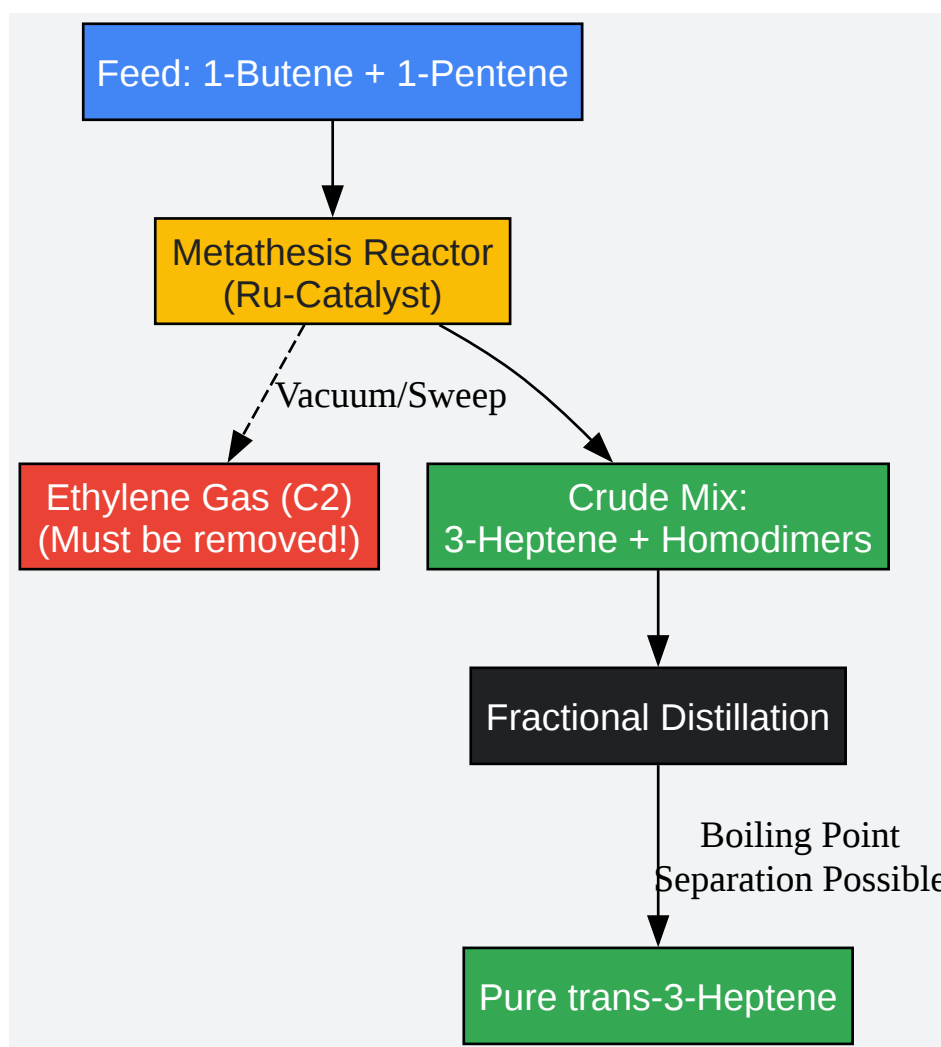 Feed: 1-Butene + 1-Pentene
Metathesis Reactor
(Ru-Catalyst)
Vacuum/Sweep
Ethylene Gas (C2)
(Must be removed!)
Crude Mix:
3-Heptene + Homodimers
Fractional Distillation
Boiling Point
Separation Possible
Pure trans-3-Heptene